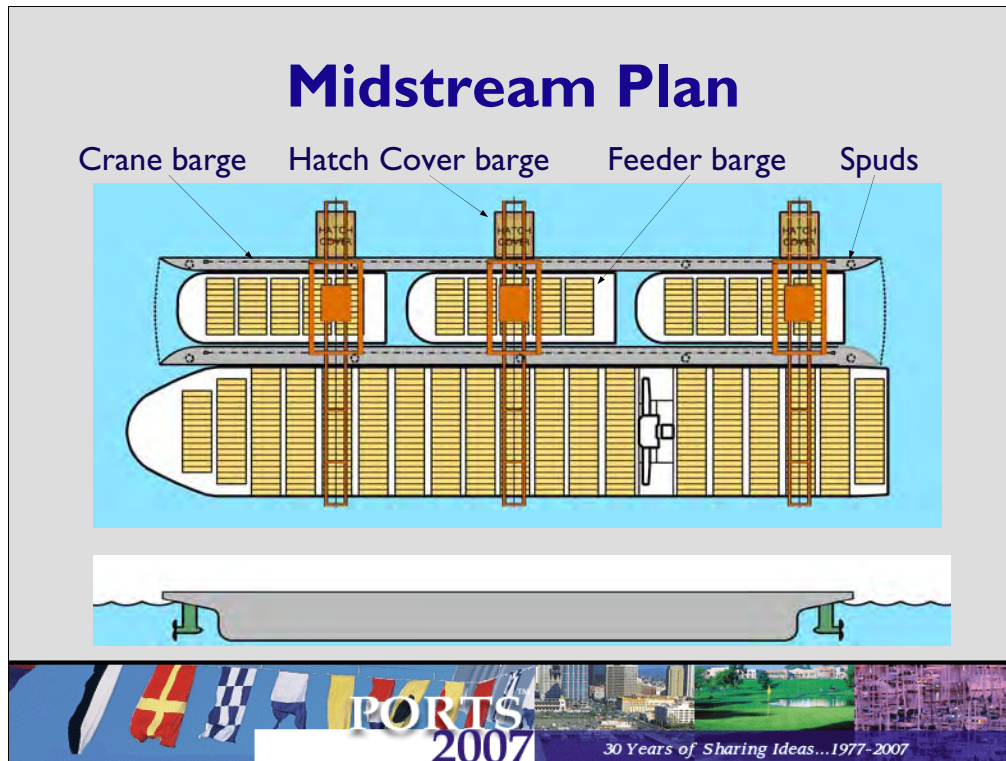 Midstream Plan
Crane barge Hatch Cover barge Feeder barge Spuds
HATCH COVER HATCH COVER HATCH COVER
PORTS™
2007
30 Years of Sharing Ideas...1977-2007